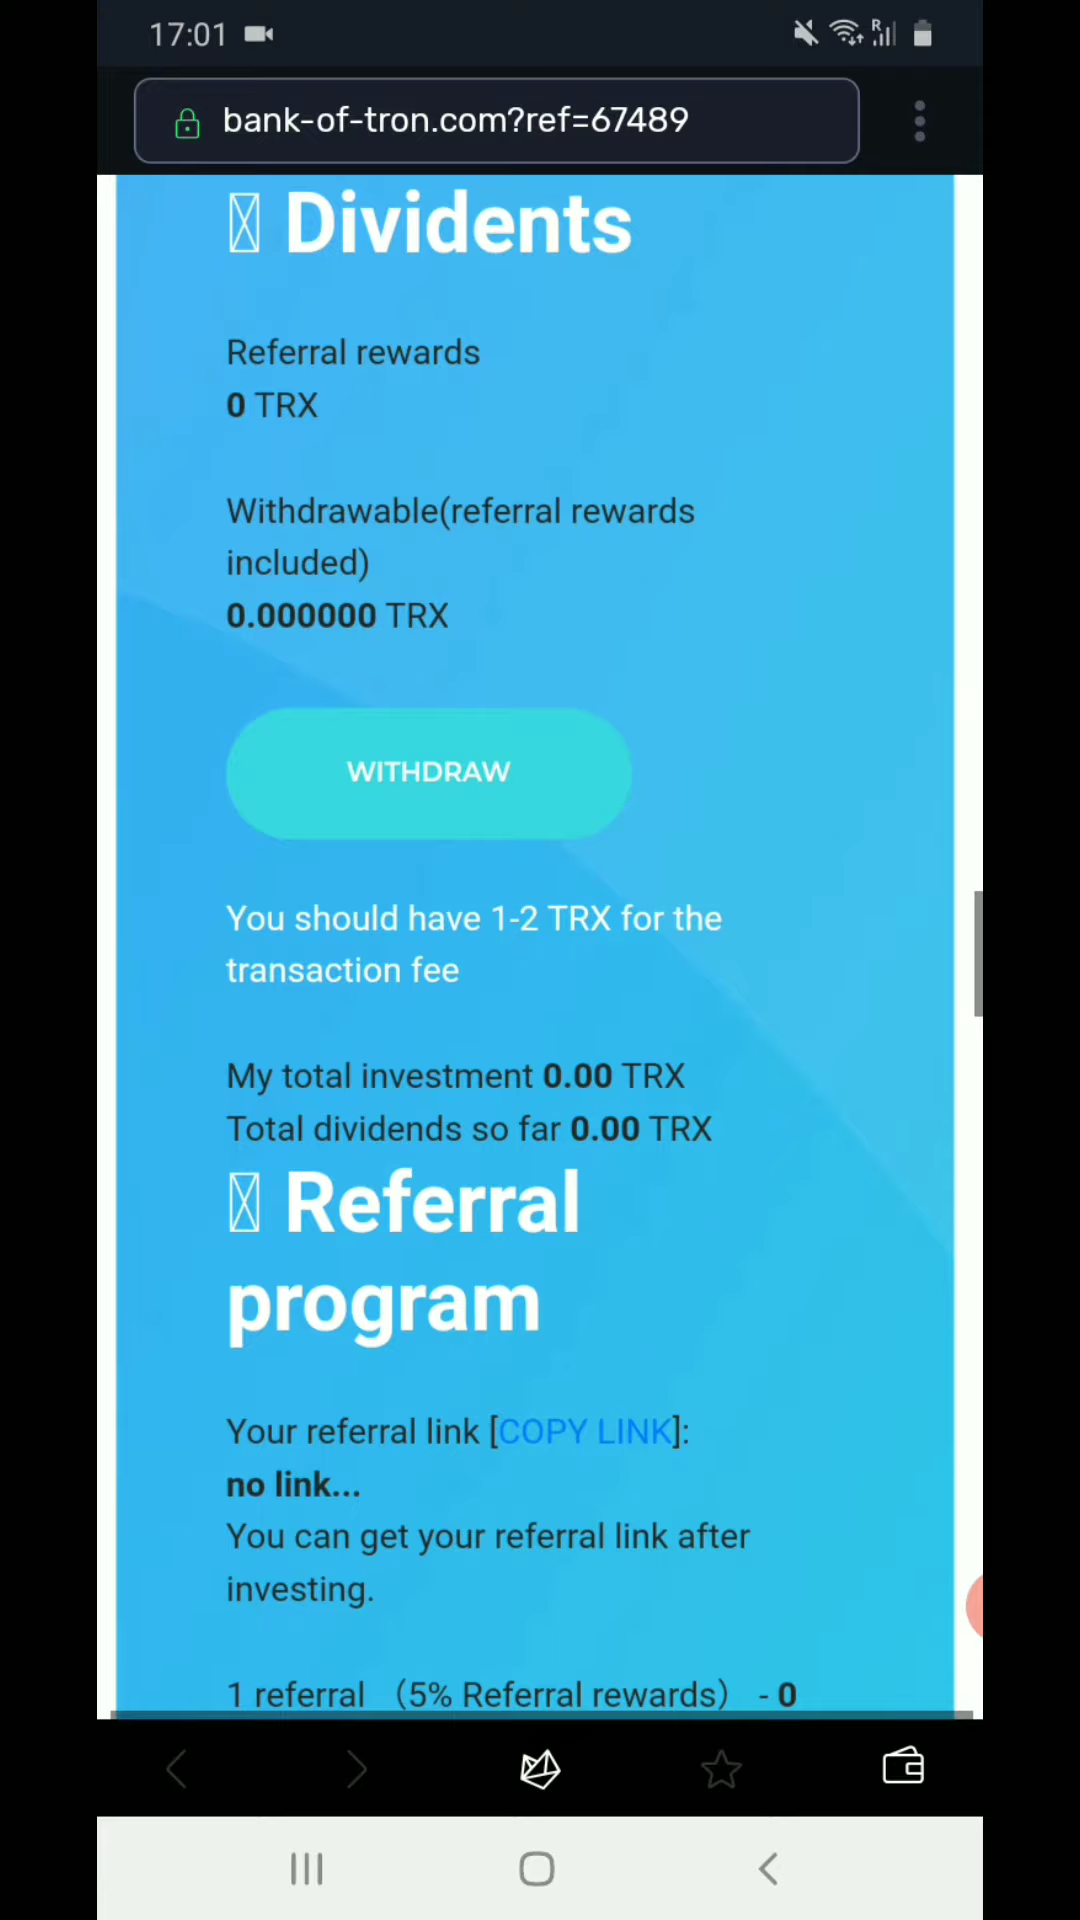 17:01
bank-of-tron.com?ref=67489
Dividents
Referral rewards
0 TRX
Withdrawable(referral rewards
included)
0.000000 TRX
WITHDRAW
You should have 1-2 TRX for the
transaction fee
My total investment 0.00 TRX
Total dividends so far 0.00 TRX
Referral
program
Your referral link [COPY LINK]:
no link...
You can get your referral link after
investing.
1 referral （5% Referral rewards） - 0